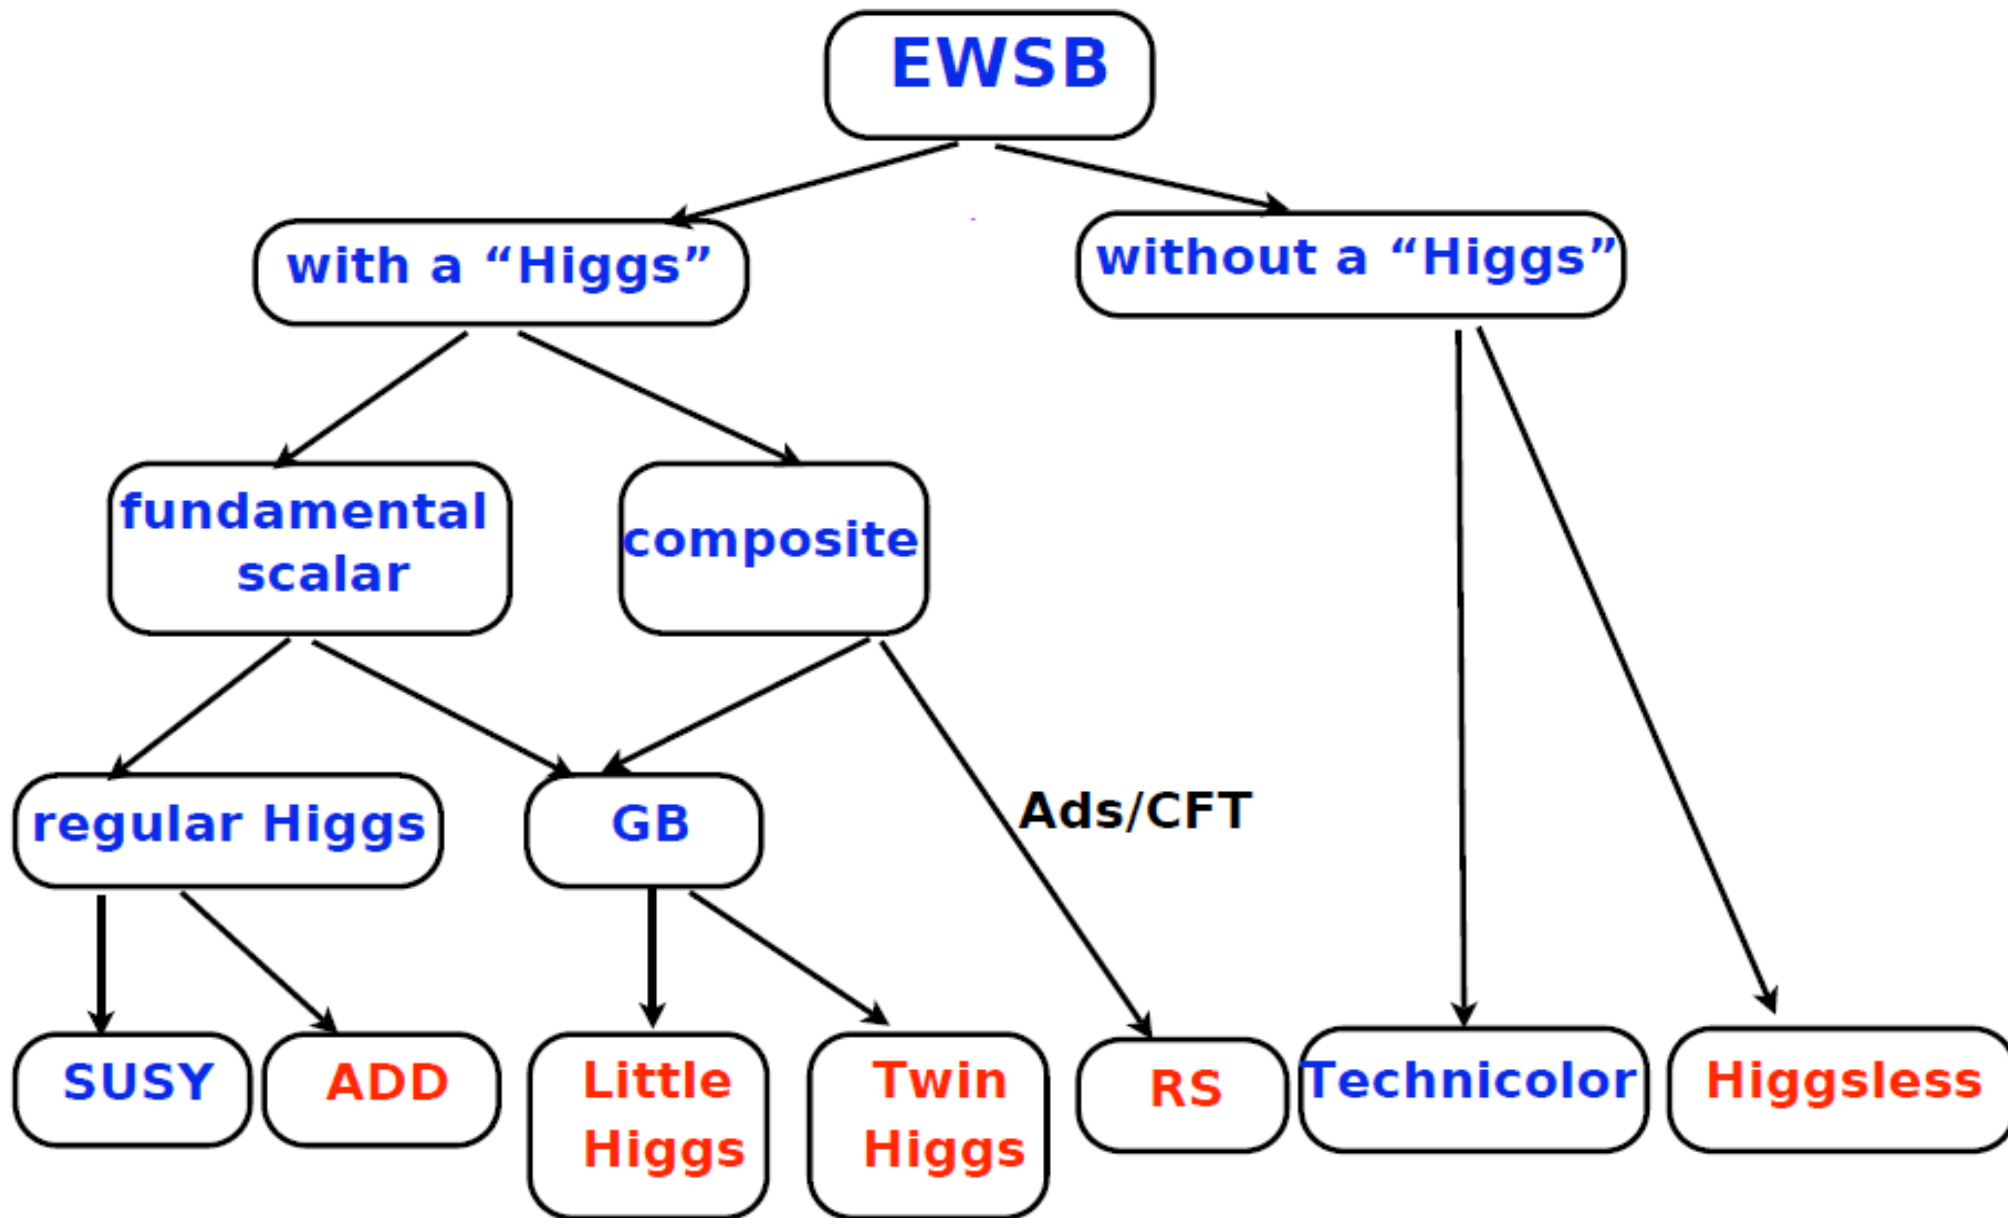 EWSB
with a “Higgs”
without a “Higgs”
fundamental
scalar
composite
regular Higgs
GB
Ads/CFT
SUSY
ADD
Little
Higgs
Twin
Higgs
RS
Technicolor
Higgsless